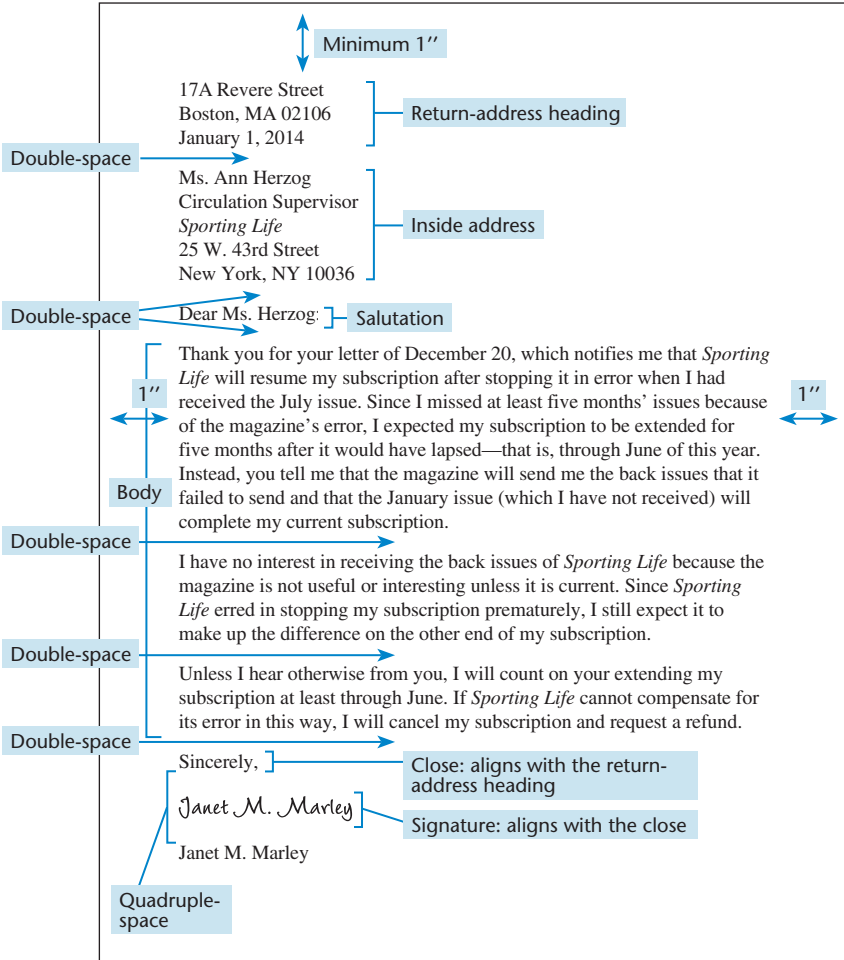 Minimum 1′′
17A Revere Street
Boston, MA 02106
January 1, 2014
Return-address heading
Double-space
Ms. Ann Herzog
Circulation Supervisor
Sporting Life
25 W. 43rd Street
New York, NY 10036
Inside address
Double-space
Dear Ms. Herzog:
Salutation
Thank you for your letter of December 20, which notifies me that Sporting
Life will resume my subscription after stopping it in error when I had
received the July issue. Since I missed at least five months’ issues because
of the magazine’s error, I expected my subscription to be extended for
five months after it would have lapsed—that is, through June of this year.
Instead, you tell me that the magazine will send me the back issues that it
failed to send and that the January issue (which I have not received) will
complete my current subscription.
1′′
1′′
Body
Double-space
I have no interest in receiving the back issues of Sporting Life because the
magazine is not useful or interesting unless it is current. Since Sporting
Life erred in stopping my subscription prematurely, I still expect it to
make up the difference on the other end of my subscription.
Double-space
Unless I hear otherwise from you, I will count on your extending my
subscription at least through June. If Sporting Life cannot compensate for
its error in this way, I will cancel my subscription and request a refund.
Double-space
Sincerely,
Close: aligns with the return-
address heading
Janet M. Marley
Signature: aligns with the close
Janet M. Marley
Quadruple-
space